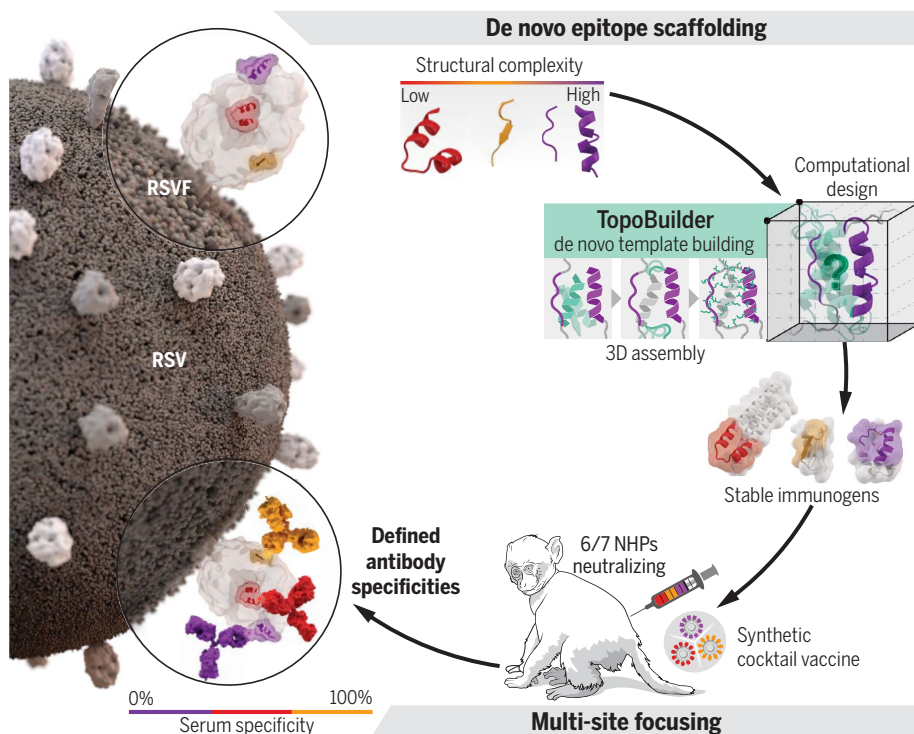 De novo epitope scaffolding
Structural complexity
Low
High
RSVF
Computational
design
TopoBuilder
de novo template building
?
3D assembly
RSV
Stable immunogens
Defined
antibody
specificities
6/7 NHPs
neutralizing
Synthetic
cocktail vaccine
0%
100%
Serum specificity
Multi-site focusing